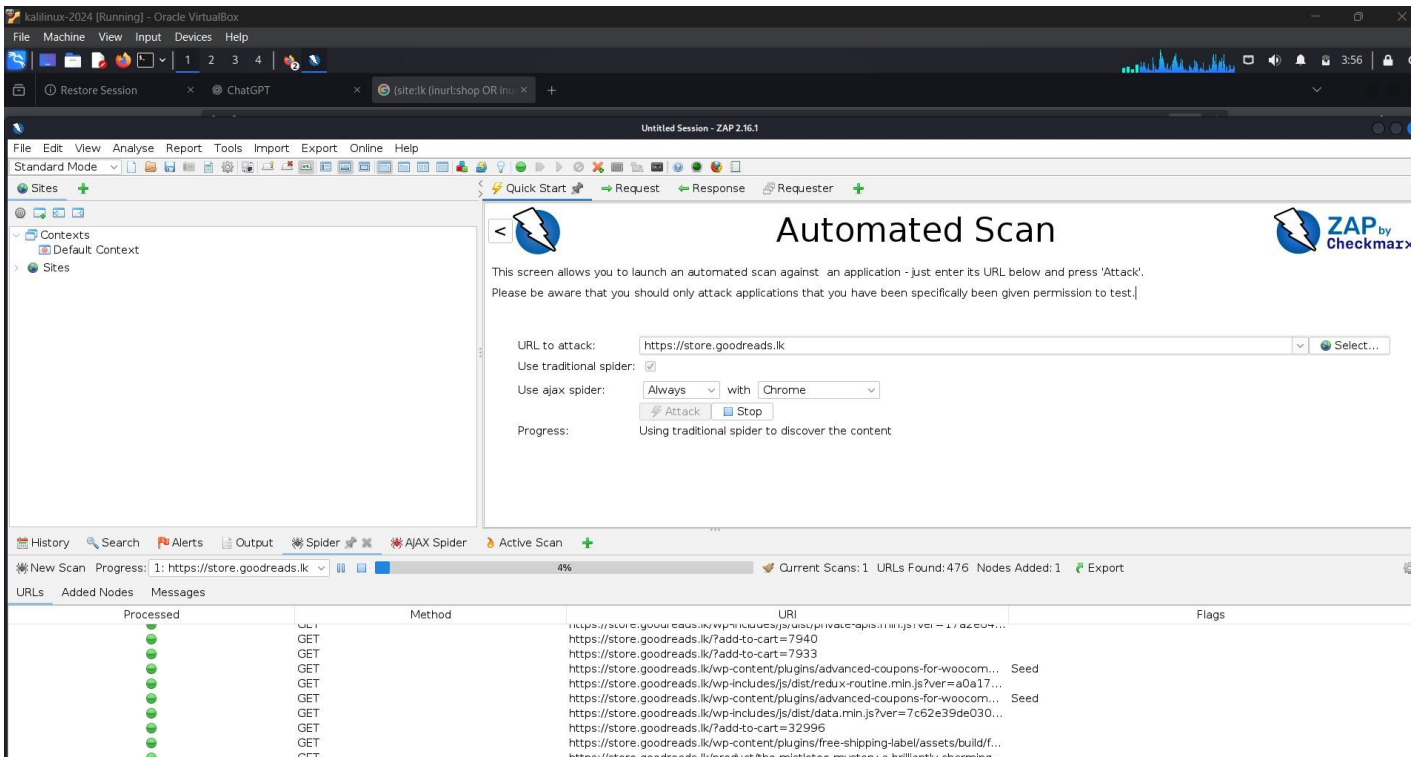 kalilinux-2024 [Running] - Oracle VirtualBox
File Machine View Input Devices Help
1 2 3 4 3:56
Restore Session × ChatGPT × (site:lk (inurl:shop OR inu × +
Untitled Session - ZAP 2.16.1
File Edit View Analyse Report Tools Import Export Online Help
Standard Mode
Sites + Quick Start Request Response Requester +
Contexts
Default Context
Sites
< Automated Scan
ZAP by Checkmarx
This screen allows you to launch an automated scan against an application - just enter its URL below and press 'Attack'.
Please be aware that you should only attack applications that you have been specifically been given permission to test.
URL to attack: https://store.goodreads.lk Select...
Use traditional spider:
Use ajax spider: Always with Chrome
Attack Stop
Progress: Using traditional spider to discover the content
History Search Alerts Output Spider AJAX Spider Active Scan +
New Scan Progress: 1: https://store.goodreads.lk 4% Current Scans: 1 URLs Found: 476 Nodes Added: 1 Export
URLs Added Nodes Messages
Processed Method URI Flags
GET
GET https://store.goodreads.lk/?add-to-cart=7940
GET https://store.goodreads.lk/?add-to-cart=7933
GET https://store.goodreads.lk/wp-content/plugins/advanced-coupons-for-woocom... Seed
GET https://store.goodreads.lk/wp-includes/js/dist/redux-routine.min.js?ver=a0a17...
GET https://store.goodreads.lk/wp-content/plugins/advanced-coupons-for-woocom... Seed
GET https://store.goodreads.lk/wp-includes/js/dist/data.min.js?ver=7c62e39de030...
GET https://store.goodreads.lk/?add-to-cart=32996
GET https://store.goodreads.lk/wp-content/plugins/free-shipping-label/assets/build/f...